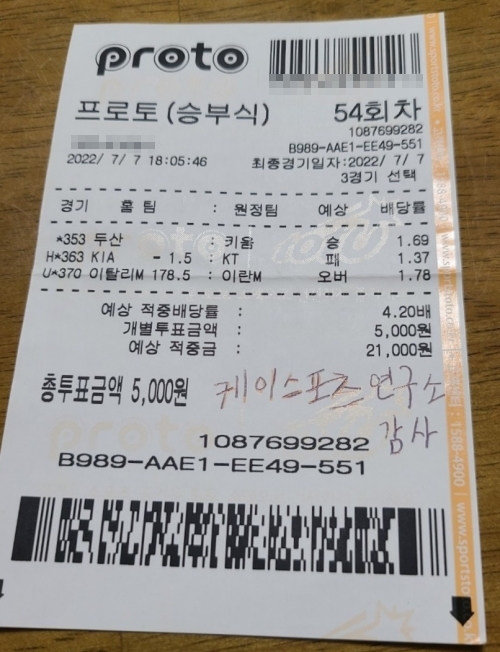 proto
프로토 (승부식) 54회차
1087699282
B989-AAE1-EE49-551
2022/ 7/ 7 18:05:46 최종경기일자:2022/ 7/ 7
3경기 선택
경기 홈 팀 : 원정팀 예상 배당률
*353 두산 : 키움 승 1.69
H*363 KIA - 1.5 : KT 패 1.37
U*370 이탈리M 178.5 : 이란M 오버 1.78
예상 적중배당률 : 4.20배
개별투표금액 : 5,000원
예상 적중금 : 21,000원
총투표금액 5,000원 케이스포츠 연구소
감사
1087699282
B989-AAE1-EE49-551
1588-4900 | www.sportstoto.co.k